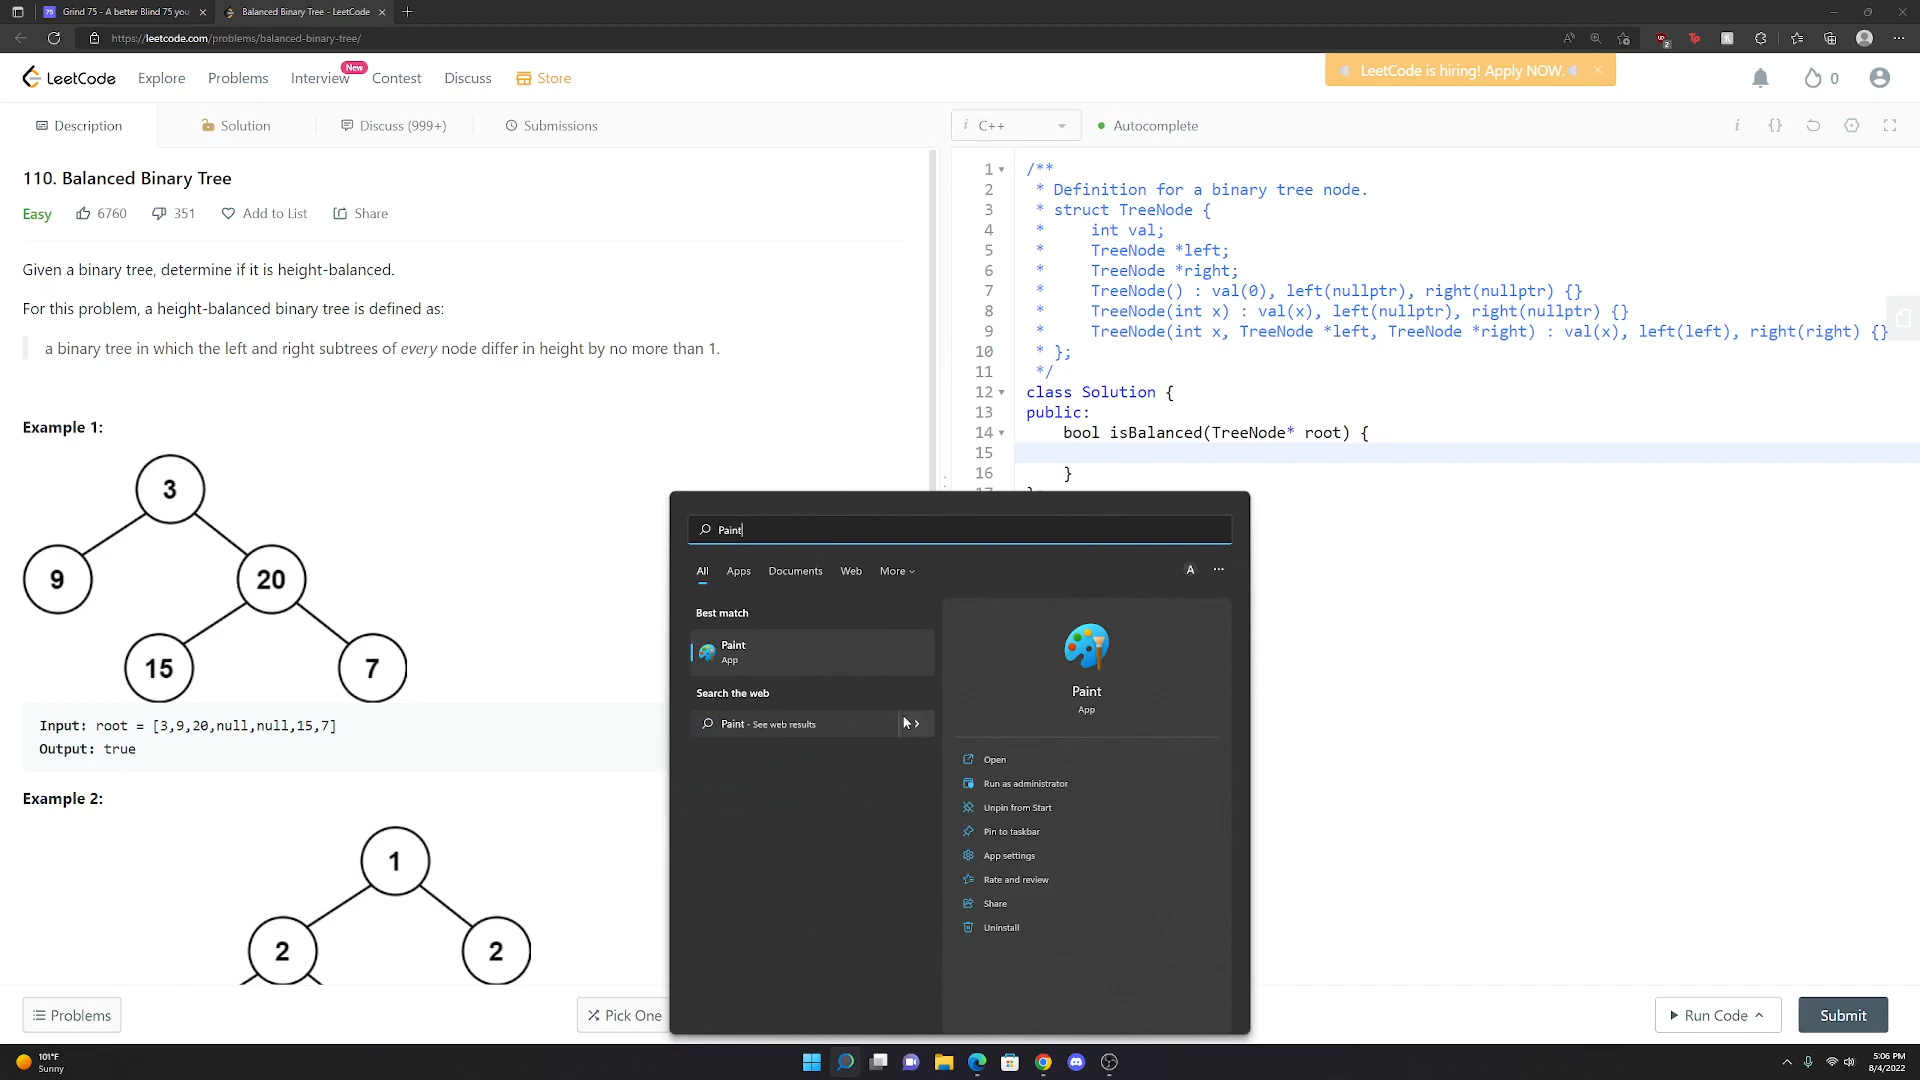 Grind 75 - A better Blind 75 you
Balanced Binary Tree - LeetCode
https://leetcode.com/problems/balanced-binary-tree/
LeetCode
Explore
Problems
Interview
New
Contest
Discuss
Store
LeetCode is hiring! Apply NOW.
0
Description
Solution
Discuss (999+)
Submissions
i C++
Autocomplete
110. Balanced Binary Tree
Easy
6760
351
Add to List
Share
Given a binary tree, determine if it is height-balanced.
For this problem, a height-balanced binary tree is defined as:
a binary tree in which the left and right subtrees of every node differ in height by no more than 1.
Example 1:
3
9
20
15
7
Input: root = [3,9,20,null,null,15,7]
Output: true
Example 2:
1
2
2
Problems
Pick One
1 /**
2 * Definition for a binary tree node.
3 * struct TreeNode {
4 * int val;
5 * TreeNode *left;
6 * TreeNode *right;
7 * TreeNode() : val(0), left(nullptr), right(nullptr) {}
8 * TreeNode(int x) : val(x), left(nullptr), right(nullptr) {}
9 * TreeNode(int x, TreeNode *left, TreeNode *right) : val(x), left(left), right(right) {}
10 * };
11 */
12 class Solution {
13 public:
14 bool isBalanced(TreeNode* root) {
15
16 }
Paint
All
Apps
Documents
Web
More
A
Best match
Paint
App
Search the web
Paint - See web results
Paint
App
Open
Run as administrator
Unpin from Start
Pin to taskbar
App settings
Rate and review
Share
Uninstall
Run Code
Submit
101°F
Sunny
5:06 PM
8/4/2022